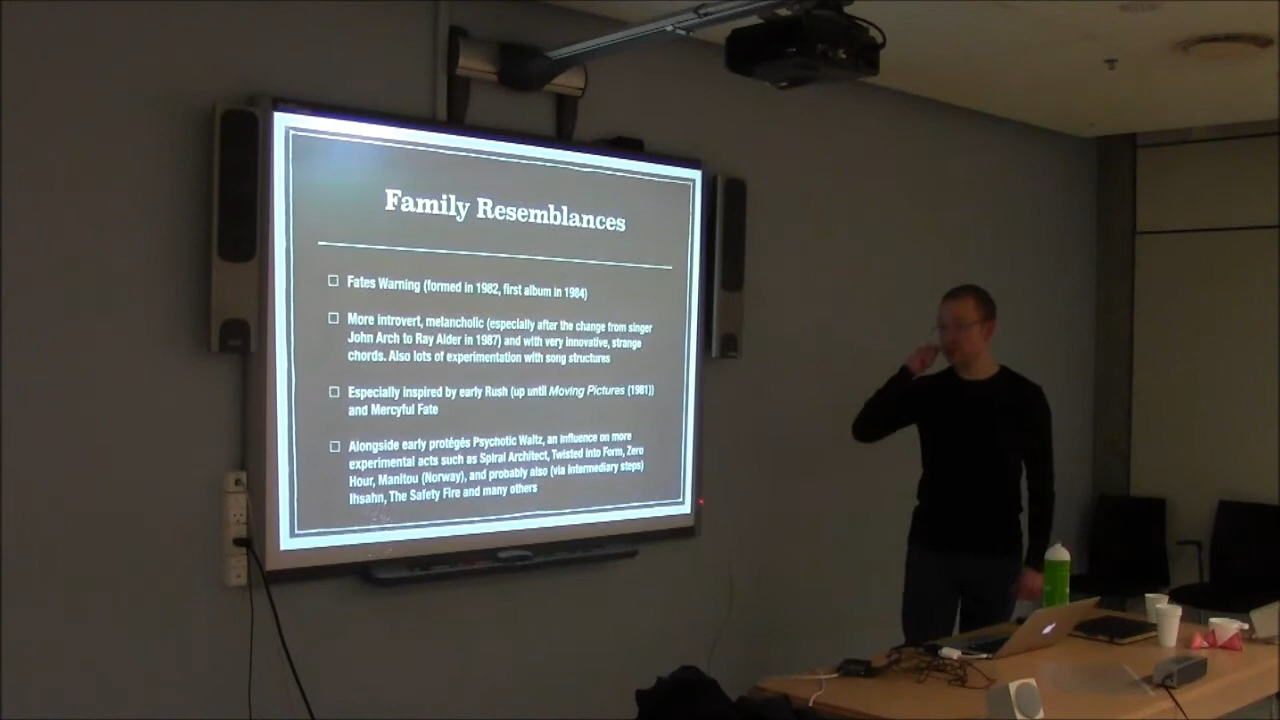 Family Resemblances
Fates Warning (formed in 1982, first album in 1984)
More introvert, melancholic (especially after the change from singer
John Arch to Ray Alder in 1987) and with very innovative, strange
chords. Also lots of experimentation with song structures
Especially inspired by early Rush (up until Moving Pictures (1981))
and Mercyful Fate
Alongside early protégés Psychotic Waltz, an influence on more
experimental acts such as Spiral Architect, Twisted into Form, Zero
Hour, Manitou (Norway), and probably also (via intermediary steps)
Ihsahn, The Safety Fire and many others